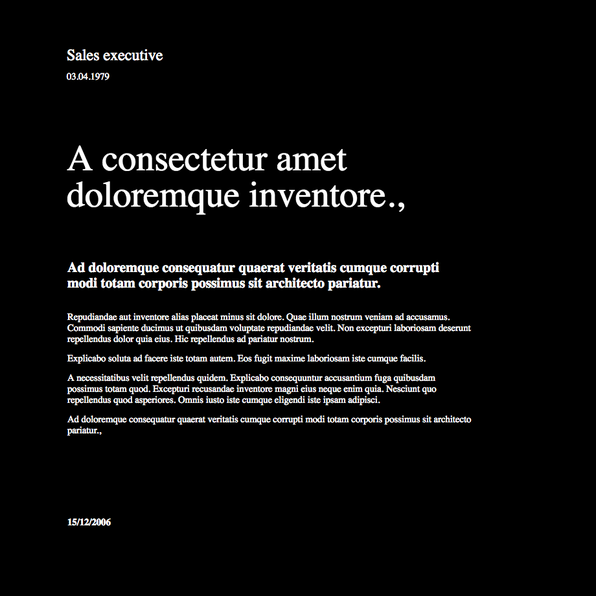 Sales executive
03.04.1979
A consectetur amet
doloremque inventore.,
Ad doloremque consequatur quaerat veritatis cumque corrupti
modi totam corporis possimus sit architecto pariatur.
Repudiandae aut inventore alias placeat minus sit dolore. Quae illum nostrum veniam ad accusamus.
Commodi sapiente ducimus ut quibusdam voluptate repudiandae velit. Non excepturi laboriosam deserunt
repellendus dolor quia eius. Hic repellendus ad pariatur nostrum.
Explicabo soluta ad facere iste totam autem. Eos fugit maxime laboriosam iste cumque facilis.
A necessitatibus velit repellendus quidem. Explicabo consequuntur accusantium fuga quibusdam
possimus totam quod. Excepturi recusandae inventore magni eius neque enim quia. Nesciunt quo
repellendus quod asperiores. Omnis iusto iste cumque eligendi iste ipsam adipisci.
Ad doloremque consequatur quaerat veritatis cumque corrupti modi totam corporis possimus sit architecto
pariatur.,
15/12/2006